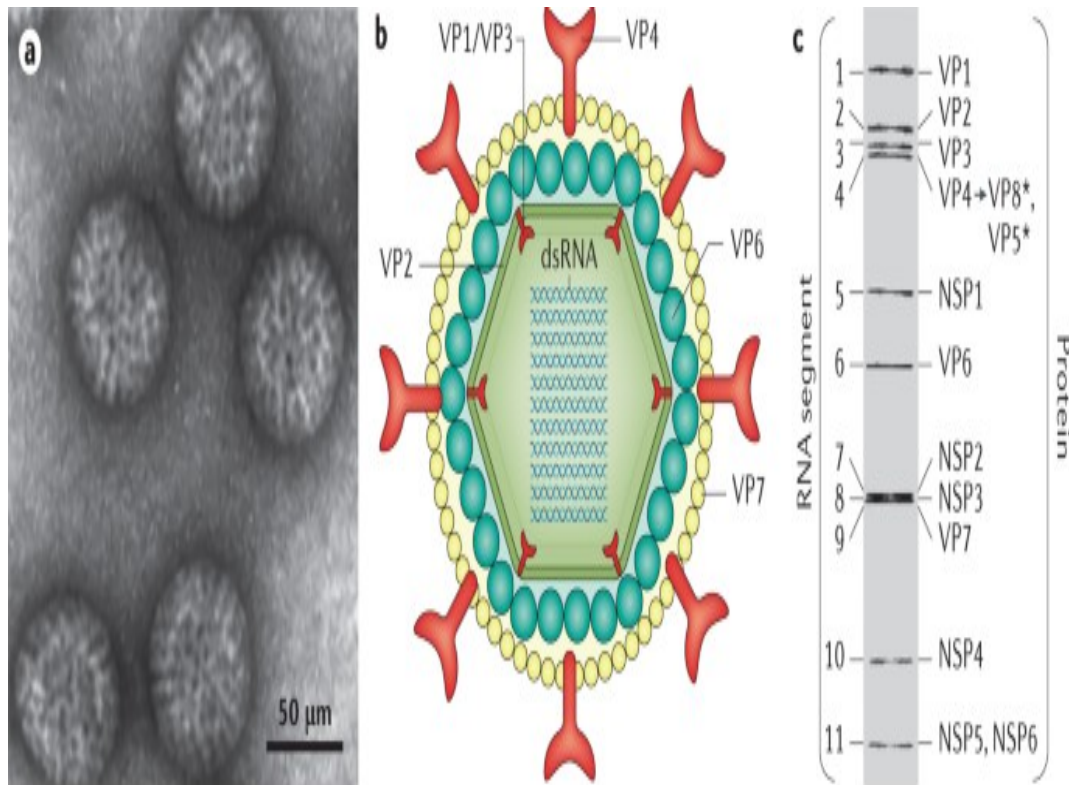 a
50 µm
b
VP1/VP3
VP4
VP2
dsRNA
VP6
VP7
c
RNA segment
Protein
1 VP1
2 VP2
3 VP3
4 VP4→VP8*,
VP5*
5 NSP1
6 VP6
7 NSP2
8 NSP3
9 VP7
10 NSP4
11 NSP5, NSP6